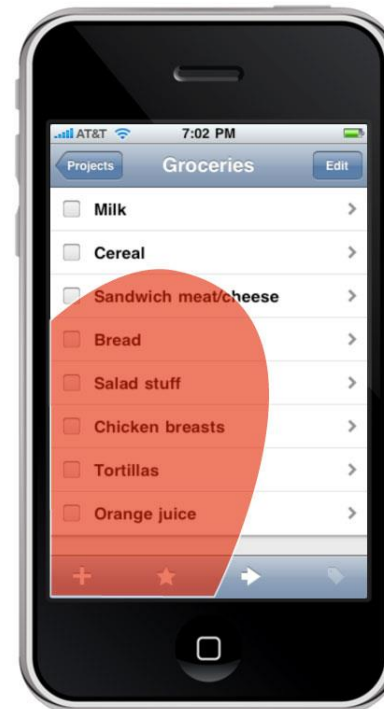 AT&T 7:02 PM
Projects Groceries Edit
Milk
Cereal
Sandwich meat/cheese
Bread
Salad stuff
Chicken breasts
Tortillas
Orange juice